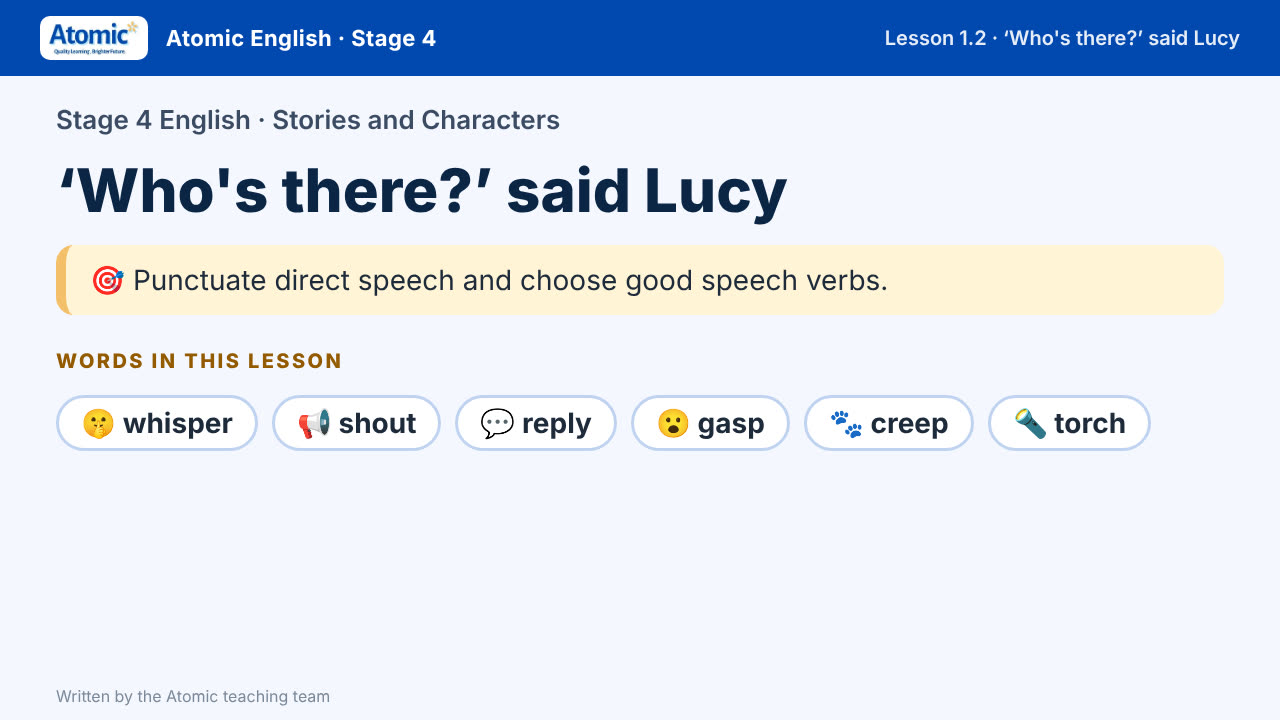 Atomic
Quality Learning. Brighter Future.
Atomic English · Stage 4
Lesson 1.2 · ‘Who's there?’ said Lucy
Stage 4 English · Stories and Characters
‘Who's there?’ said Lucy
🎯 Punctuate direct speech and choose good speech verbs.
WORDS IN THIS LESSON
🤫 whisper 📢 shout 💬 reply 😮 gasp 🐾 creep 🔦 torch
Written by the Atomic teaching team